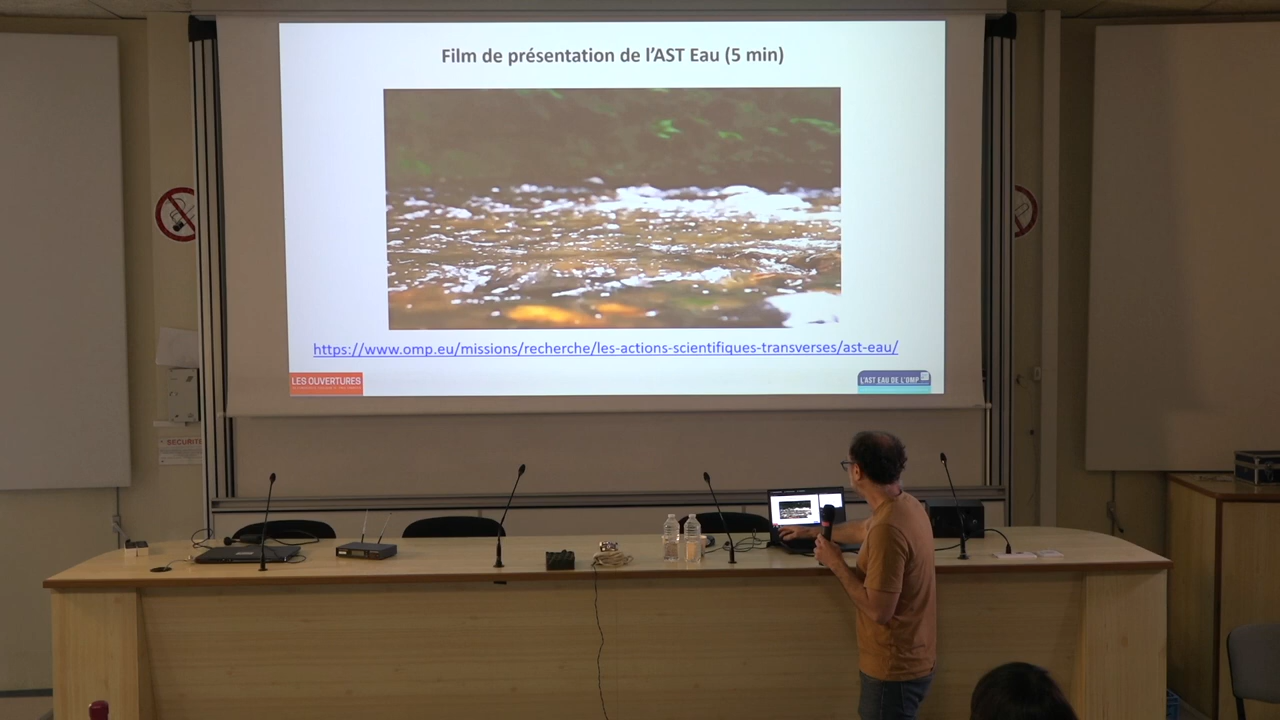 Film de présentation de l'AST Eau (5 min)
https://www.omp.eu/missions/recherche/les-actions-scientifiques-transverses/ast-eau/
LES OUVERTURES
L'AST EAU DE L'OMP
SECURITE